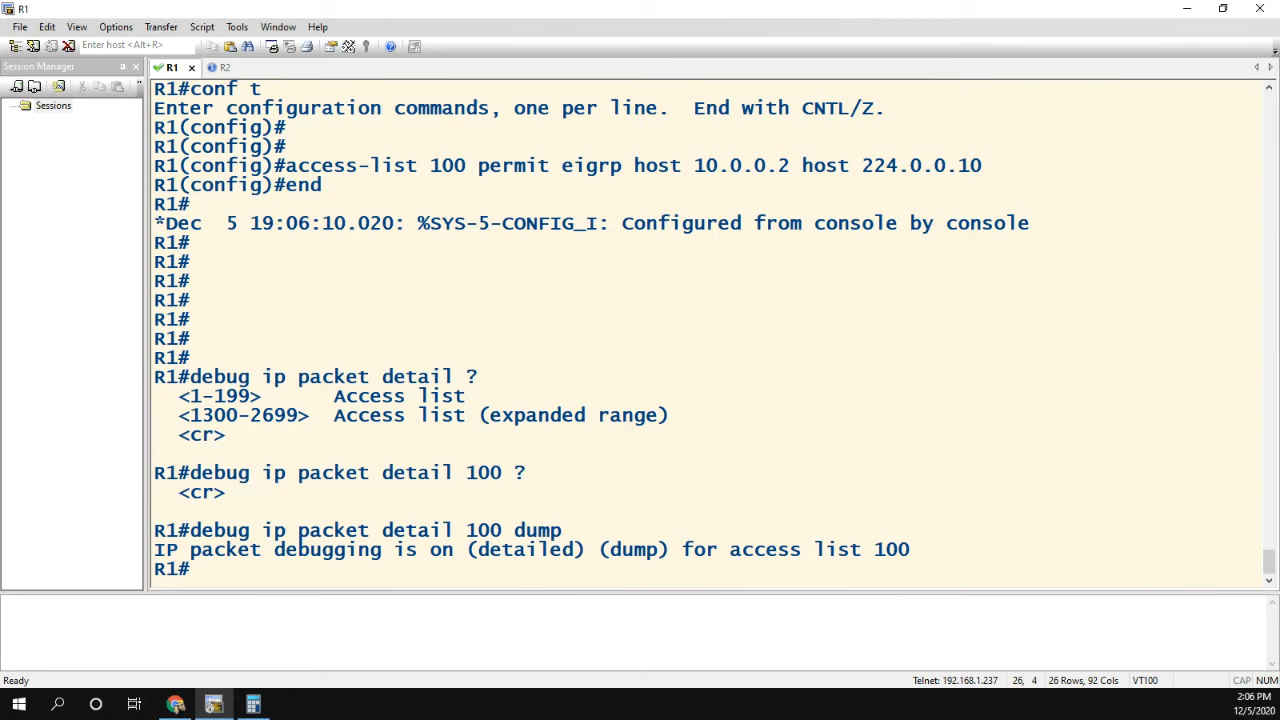 R1
File Edit View Options Transfer Script Tools Window Help
Enter host <Alt+R>
Session Manager
R1
R2
Sessions
R1#conf t
Enter configuration commands, one per line.  End with CNTL/Z.
R1(config)#
R1(config)#
R1(config)#access-list 100 permit eigrp host 10.0.0.2 host 224.0.0.10
R1(config)#end
R1#
*Dec  5 19:06:10.020: %SYS-5-CONFIG_I: Configured from console by console
R1#
R1#
R1#
R1#
R1#
R1#
R1#
R1#debug ip packet detail ?
  <1-199>      Access list
  <1300-2699>  Access list (expanded range)
  <cr>
R1#debug ip packet detail 100 ?
  <cr>
R1#debug ip packet detail 100 dump
IP packet debugging is on (detailed) (dump) for access list 100
R1#
Ready
Telnet: 192.168.1.237 26, 4 26 Rows, 92 Cols VT100 CAP NUM
2:06 PM
12/5/2020